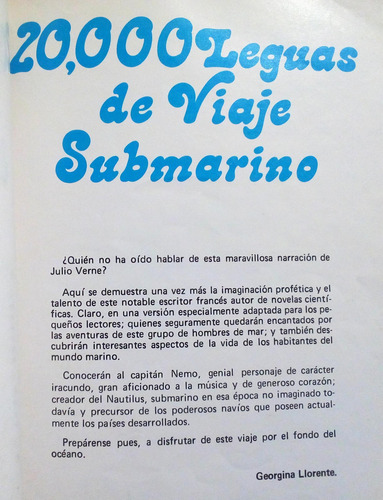 20,000 Leguas
de Viaje
Submarino
¿Quién no ha oído hablar de esta maravillosa narración de
Julio Verne?
Aquí se demuestra una vez más la imaginación profética y el
talento de este notable escritor francés autor de novelas cientí-
ficas. Claro, en una versión especialmente adaptada para los pe-
queños lectores; quienes seguramente quedarán encantados por
las aventuras de este grupo de hombres de mar; y también des-
cubrirán interesantes aspectos de la vida de los habitantes del
mundo marino.
Conocerán al capitán Nemo, genial personaje de carácter
iracundo, gran aficionado a la música y de generoso corazón;
creador del Nautilus, submarino en esa época no imaginado to-
davía y precursor de los poderosos navíos que poseen actual-
mente los países desarrollados.
Prepárense pues, a disfrutar de este viaje por el fondo del
océano.
Georgina Llorente.